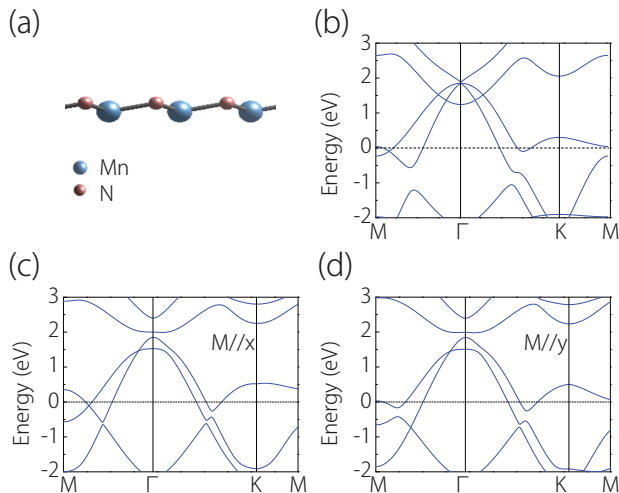 (a)
Mn
N
(b)
Energy (eV)
3
2
1
0
-1
-2
M Γ K M
(c)
Energy (eV)
3
2
1
0
-1
-2
M//x
M Γ K M
(d)
Energy (eV)
3
2
1
0
-1
-2
M//y
M Γ K M